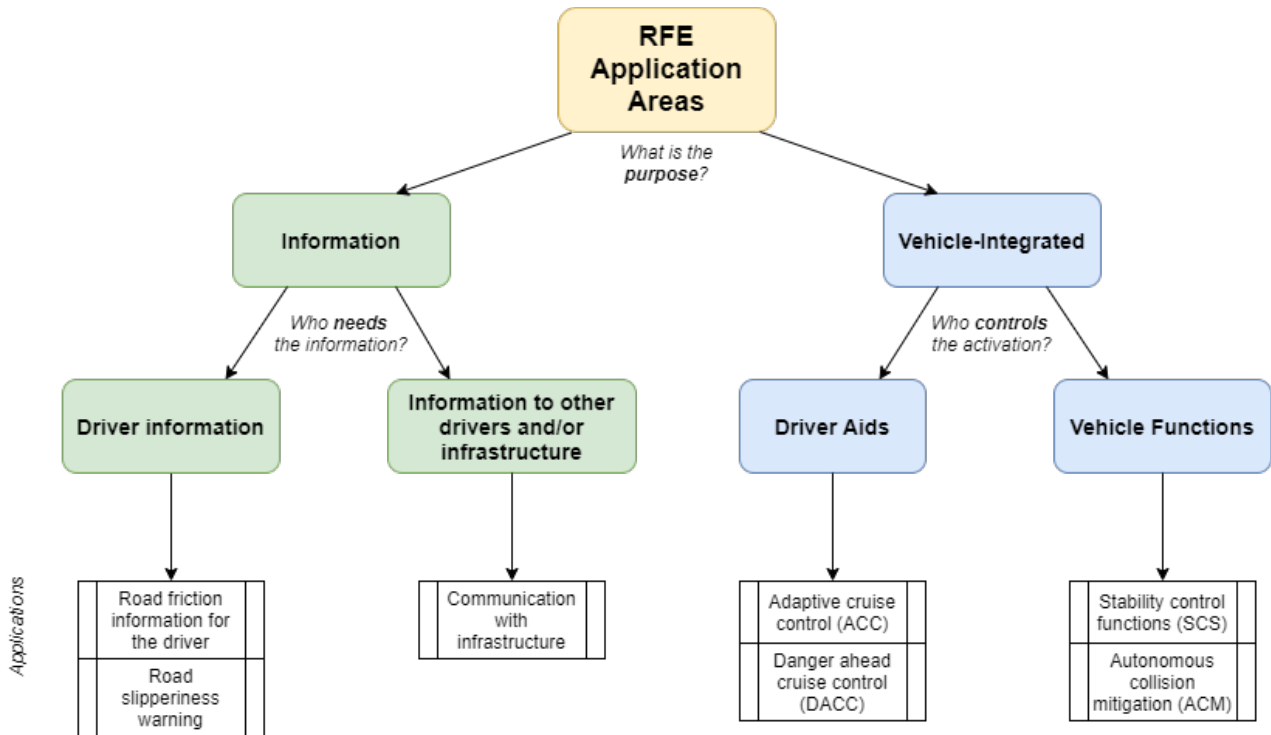 RFE
Application
Areas
What is the
purpose?
Information
Vehicle-Integrated
Who needs
the information?
Who controls
the activation?
Driver information
Information to other
drivers and/or
infrastructure
Driver Aids
Vehicle Functions
Applications
Road friction
information for
the driver
Road
slipperiness
warning
Communication
with
infrastructure
Adaptive cruise
control (ACC)
Danger ahead
cruise control
(DACC)
Stability control
functions (SCS)
Autonomous
collision
mitigation (ACM)